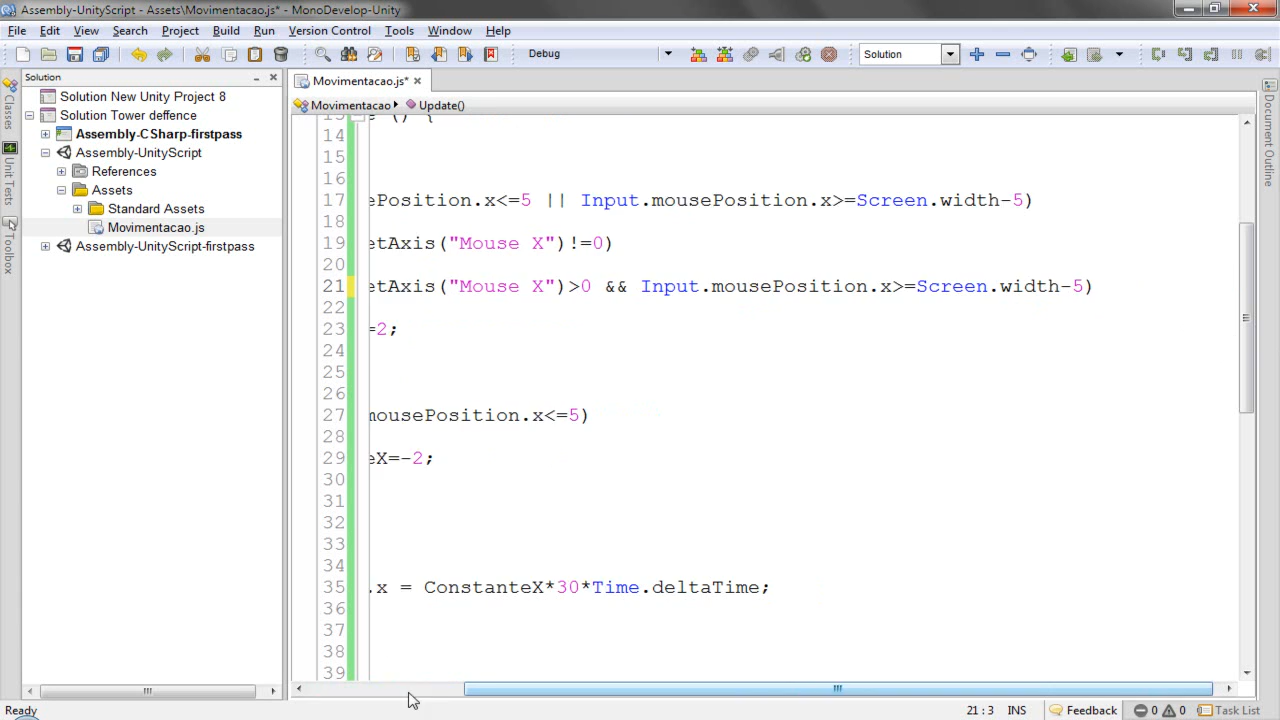 Assembly-UnityScript - Assets\Movimentacao.js* - MonoDevelop-Unity
File Edit View Search Project Build Run Version Control Tools Window Help
Debug
Solution
Solution
Movimentacao.js*
Solution New Unity Project 8
Solution Tower deffence
Assembly-CSharp-firstpass
Assembly-UnityScript
References
Assets
Standard Assets
Movimentacao.js
Assembly-UnityScript-firstpass
Classes
Unit Tests
Toolbox
Movimentacao Update()
13 e () {
14
15
16
17 ePosition.x<=5 || Input.mousePosition.x>=Screen.width-5)
18
19 etAxis("Mouse X")!=0)
20
21 etAxis("Mouse X")>0 && Input.mousePosition.x>=Screen.width-5)
22
23 =2;
24
25
26
27 mousePosition.x<=5)
28
29 eX=-2;
30
31
32
33
34
35 .x = ConstanteX*30*Time.deltaTime;
36
37
38
39
Document Outline
Ready
21 : 3 INS Feedback 0 0 Task List